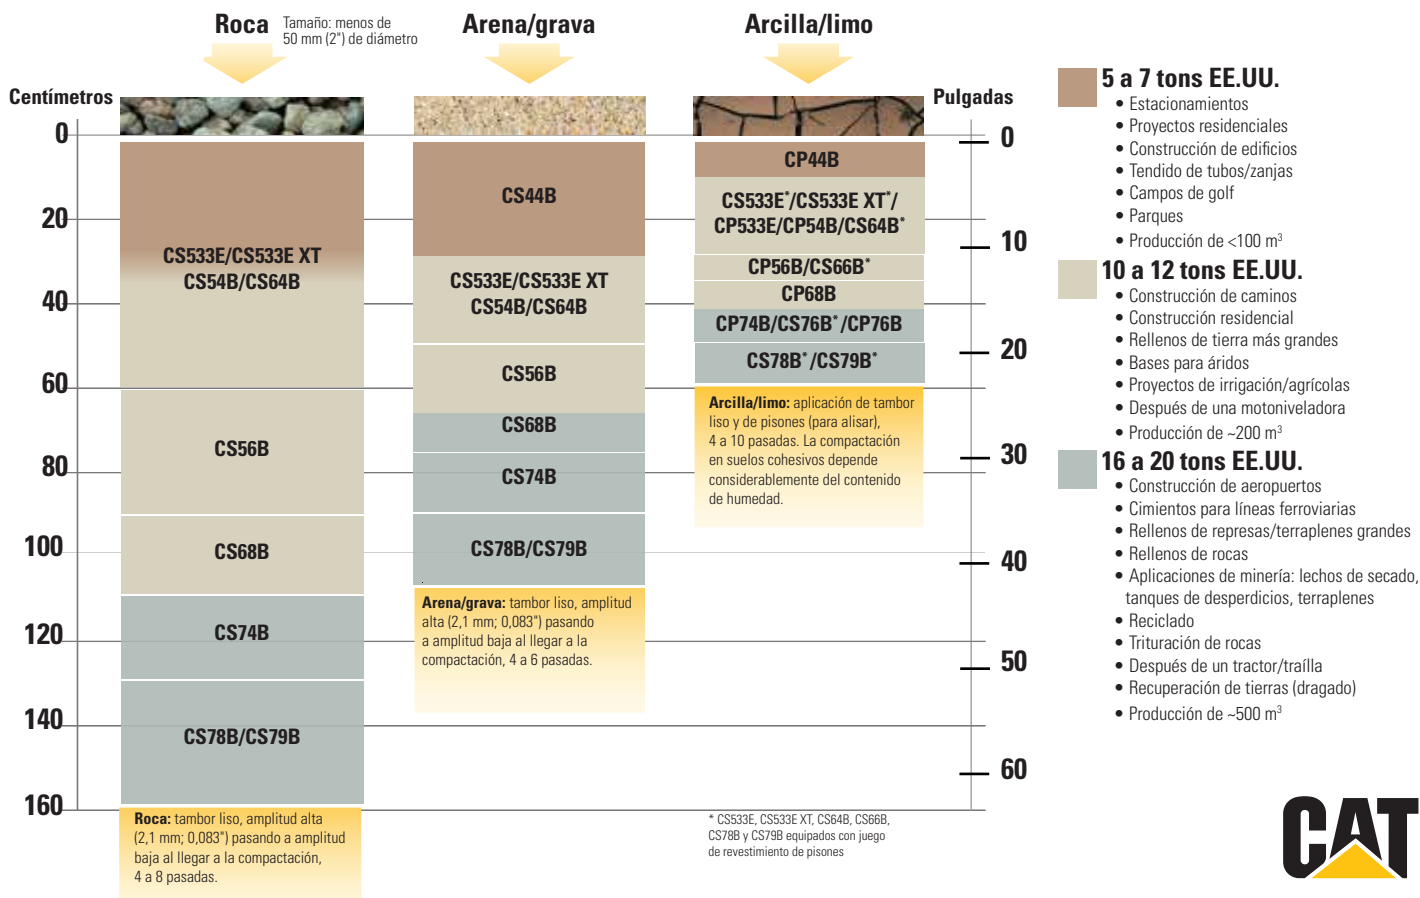 Roca
Tamaño: menos de
50 mm (2") de diámetro
Arena/grava
Arcilla/limo
Centímetros
0
20
40
60
80
100
120
140
160
CS533E/CS533E XT
CS54B/CS64B
CS56B
CS68B
CS74B
CS78B/CS79B
Roca: tambor liso, amplitud alta
(2,1 mm; 0,083") pasando a amplitud
baja al llegar a la compactación,
4 a 8 pasadas.
CS44B
CS533E/CS533E XT
CS54B/CS64B
CS56B
CS68B
CS74B
CS78B/CS79B
Arena/grava: tambor liso, amplitud
alta (2,1 mm; 0,083") pasando
a amplitud baja al llegar a la
compactación, 4 a 6 pasadas.
CP44B
CS533E*/CS533E XT*/
CP533E/CP54B/CS64B*
CP56B/CS66B*
CP68B
CP74B/CS76B*/CP76B
CS78B*/CS79B*
Arcilla/limo: aplicación de tambor
liso y de pisones (para alisar),
4 a 10 pasadas. La compactación
en suelos cohesivos depende
considerablemente del contenido
de humedad.
* CS533E, CS533E XT, CS64B, CS66B,
CS78B y CS79B equipados con juego
de revestimiento de pisones
Pulgadas
0
10
20
30
40
50
60
5 a 7 tons EE.UU.
• Estacionamientos
• Proyectos residenciales
• Construcción de edificios
• Tendido de tubos/zanjas
• Campos de golf
• Parques
• Producción de <100 m³
10 a 12 tons EE.UU.
• Construcción de caminos
• Construcción residencial
• Rellenos de tierra más grandes
• Bases para áridos
• Proyectos de irrigación/agrícolas
• Después de una motoniveladora
• Producción de ~200 m³
16 a 20 tons EE.UU.
• Construcción de aeropuertos
• Cimientos para líneas ferroviarias
• Rellenos de represas/terraplenes grandes
• Rellenos de rocas
• Aplicaciones de minería: lechos de secado,
tanques de desperdicios, terraplenes
• Reciclado
• Trituración de rocas
• Después de un tractor/traílla
• Recuperación de tierras (dragado)
• Producción de ~500 m³
CAT